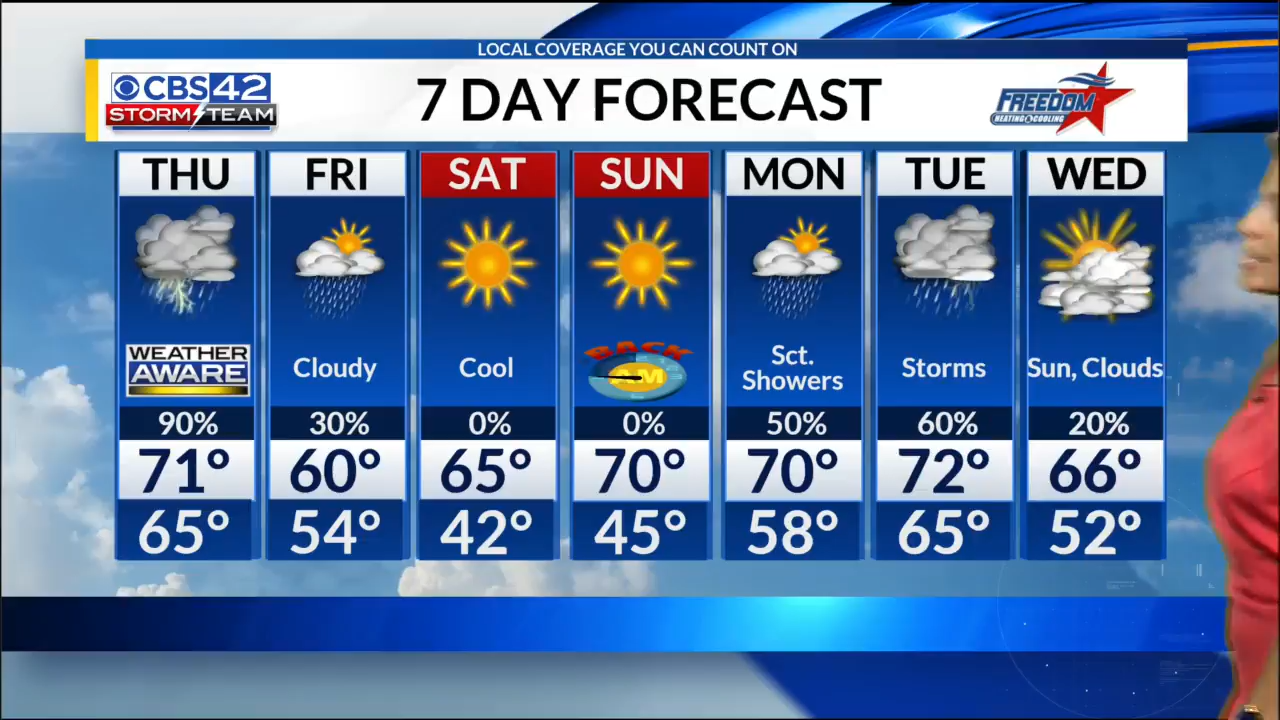 LOCAL COVERAGE YOU CAN COUNT ON
CBS 42
STORM TEAM
7 DAY FORECAST
FREEDOM
HEATING & COOLING
THU FRI SAT SUN MON TUE WED
WEATHER AWARE
Cloudy
Cool
BACK
AM
Sct.
Showers
Storms
Sun, Clouds
90% 30% 0% 0% 50% 60% 20%
71° 60° 65° 70° 70° 72° 66°
65° 54° 42° 45° 58° 65° 52°